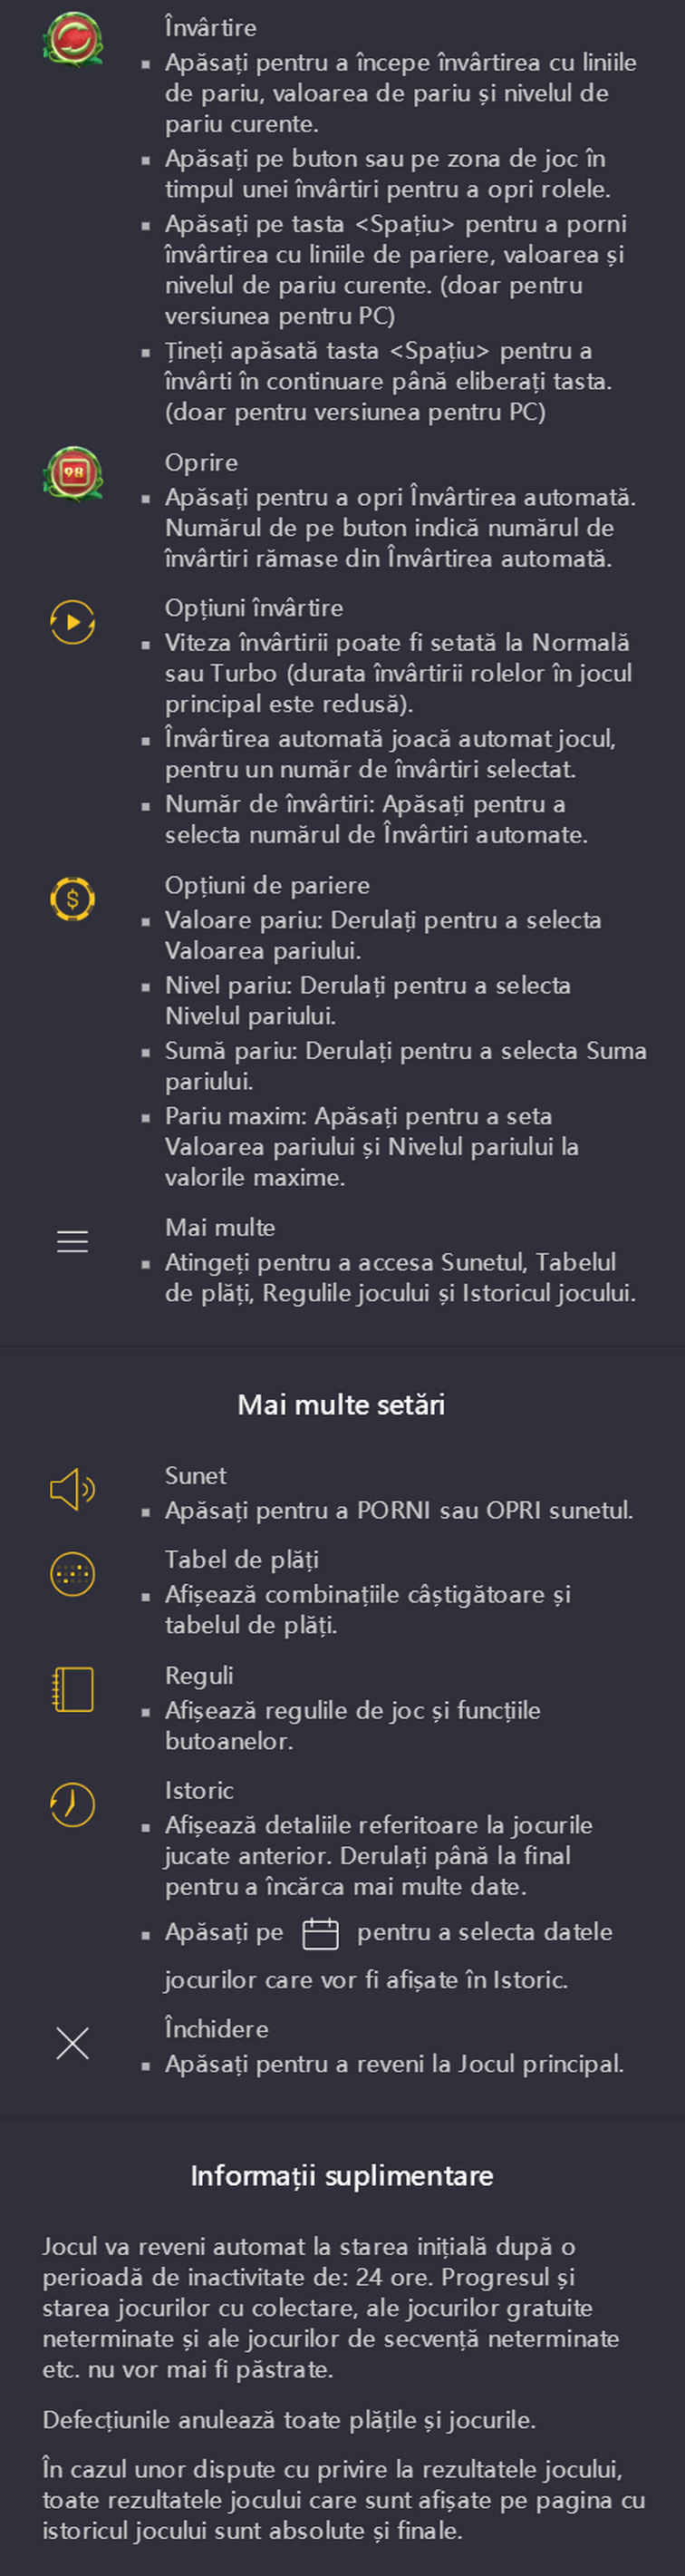 Învârtire
▪ Apăsați pentru a începe învârtirea cu liniile
de pariu, valoarea de pariu și nivelul de
pariu curente.
▪ Apăsați pe buton sau pe zona de joc în
timpul unei învârtiri pentru a opri rolele.
▪ Apăsați pe tasta <Spațiu> pentru a porni
învârtirea cu liniile de pariere, valoarea și
nivelul de pariu curente. (doar pentru
versiunea pentru PC)
▪ Țineți apăsată tasta <Spațiu> pentru a
învârti în continuare până eliberați tasta.
(doar pentru versiunea pentru PC)
98
Oprire
▪ Apăsați pentru a opri Învârtirea automată.
Numărul de pe buton indică numărul de
învârtiri rămase din Învârtirea automată.
Opțiuni învârtire
▪ Viteza învârtirii poate fi setată la Normală
sau Turbo (durata învârtirii rolelor în jocul
principal este redusă).
▪ Învârtirea automată joacă automat jocul,
pentru un număr de învârtiri selectat.
▪ Număr de învârtiri: Apăsați pentru a
selecta numărul de Învârtiri automate.
$
Opțiuni de pariere
▪ Valoare pariu: Derulați pentru a selecta
Valoarea pariului.
▪ Nivel pariu: Derulați pentru a selecta
Nivelul pariului.
▪ Sumă pariu: Derulați pentru a selecta Suma
pariului.
▪ Pariu maxim: Apăsați pentru a seta
Valoarea pariului și Nivelul pariului la
valorile maxime.
Mai multe
▪ Atingeți pentru a accesa Sunetul, Tabelul
de plăți, Regulile jocului și Istoricul jocului.
Mai multe setări
Sunet
▪ Apăsați pentru a PORNI sau OPRI sunetul.
Tabel de plăți
▪ Afișează combinațiile câștigătoare și
tabelul de plăți.
Reguli
▪ Afișează regulile de joc și funcțiile
butoanelor.
Istoric
▪ Afișează detaliile referitoare la jocurile
jucate anterior. Derulați până la final
pentru a încărca mai multe date.
▪ Apăsați pe pentru a selecta datele
jocurilor care vor fi afișate în Istoric.
Închidere
▪ Apăsați pentru a reveni la Jocul principal.
Informații suplimentare
Jocul va reveni automat la starea inițială după o
perioadă de inactivitate de: 24 ore. Progresul și
starea jocurilor cu colectare, ale jocurilor gratuite
neterminate și ale jocurilor de secvență neterminate
etc. nu vor mai fi păstrate.
Defecțiunile anulează toate plățile și jocurile.
În cazul unor dispute cu privire la rezultatele jocului,
toate rezultatele jocului care sunt afișate pe pagina cu
istoricul jocului sunt absolute și finale.